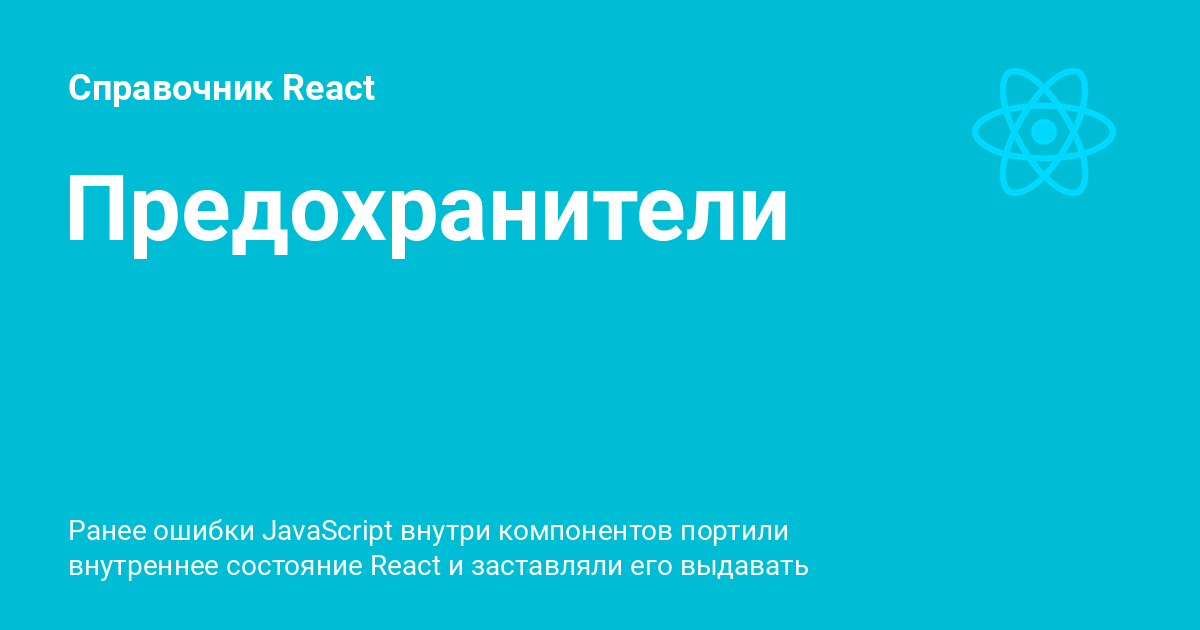 Справочник React
Предохранители
Ранее ошибки JavaScript внутри компонентов портили
внутреннее состояние React и заставляли его выдавать